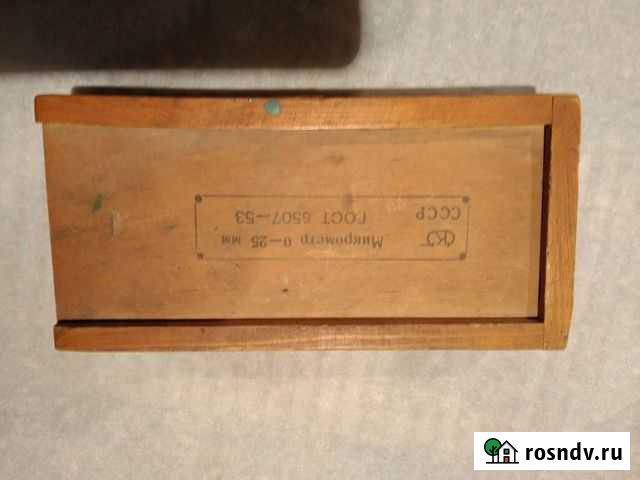 Микрометр 0—25 мм
СССР ГОСТ 6507—53
rosndv.ru